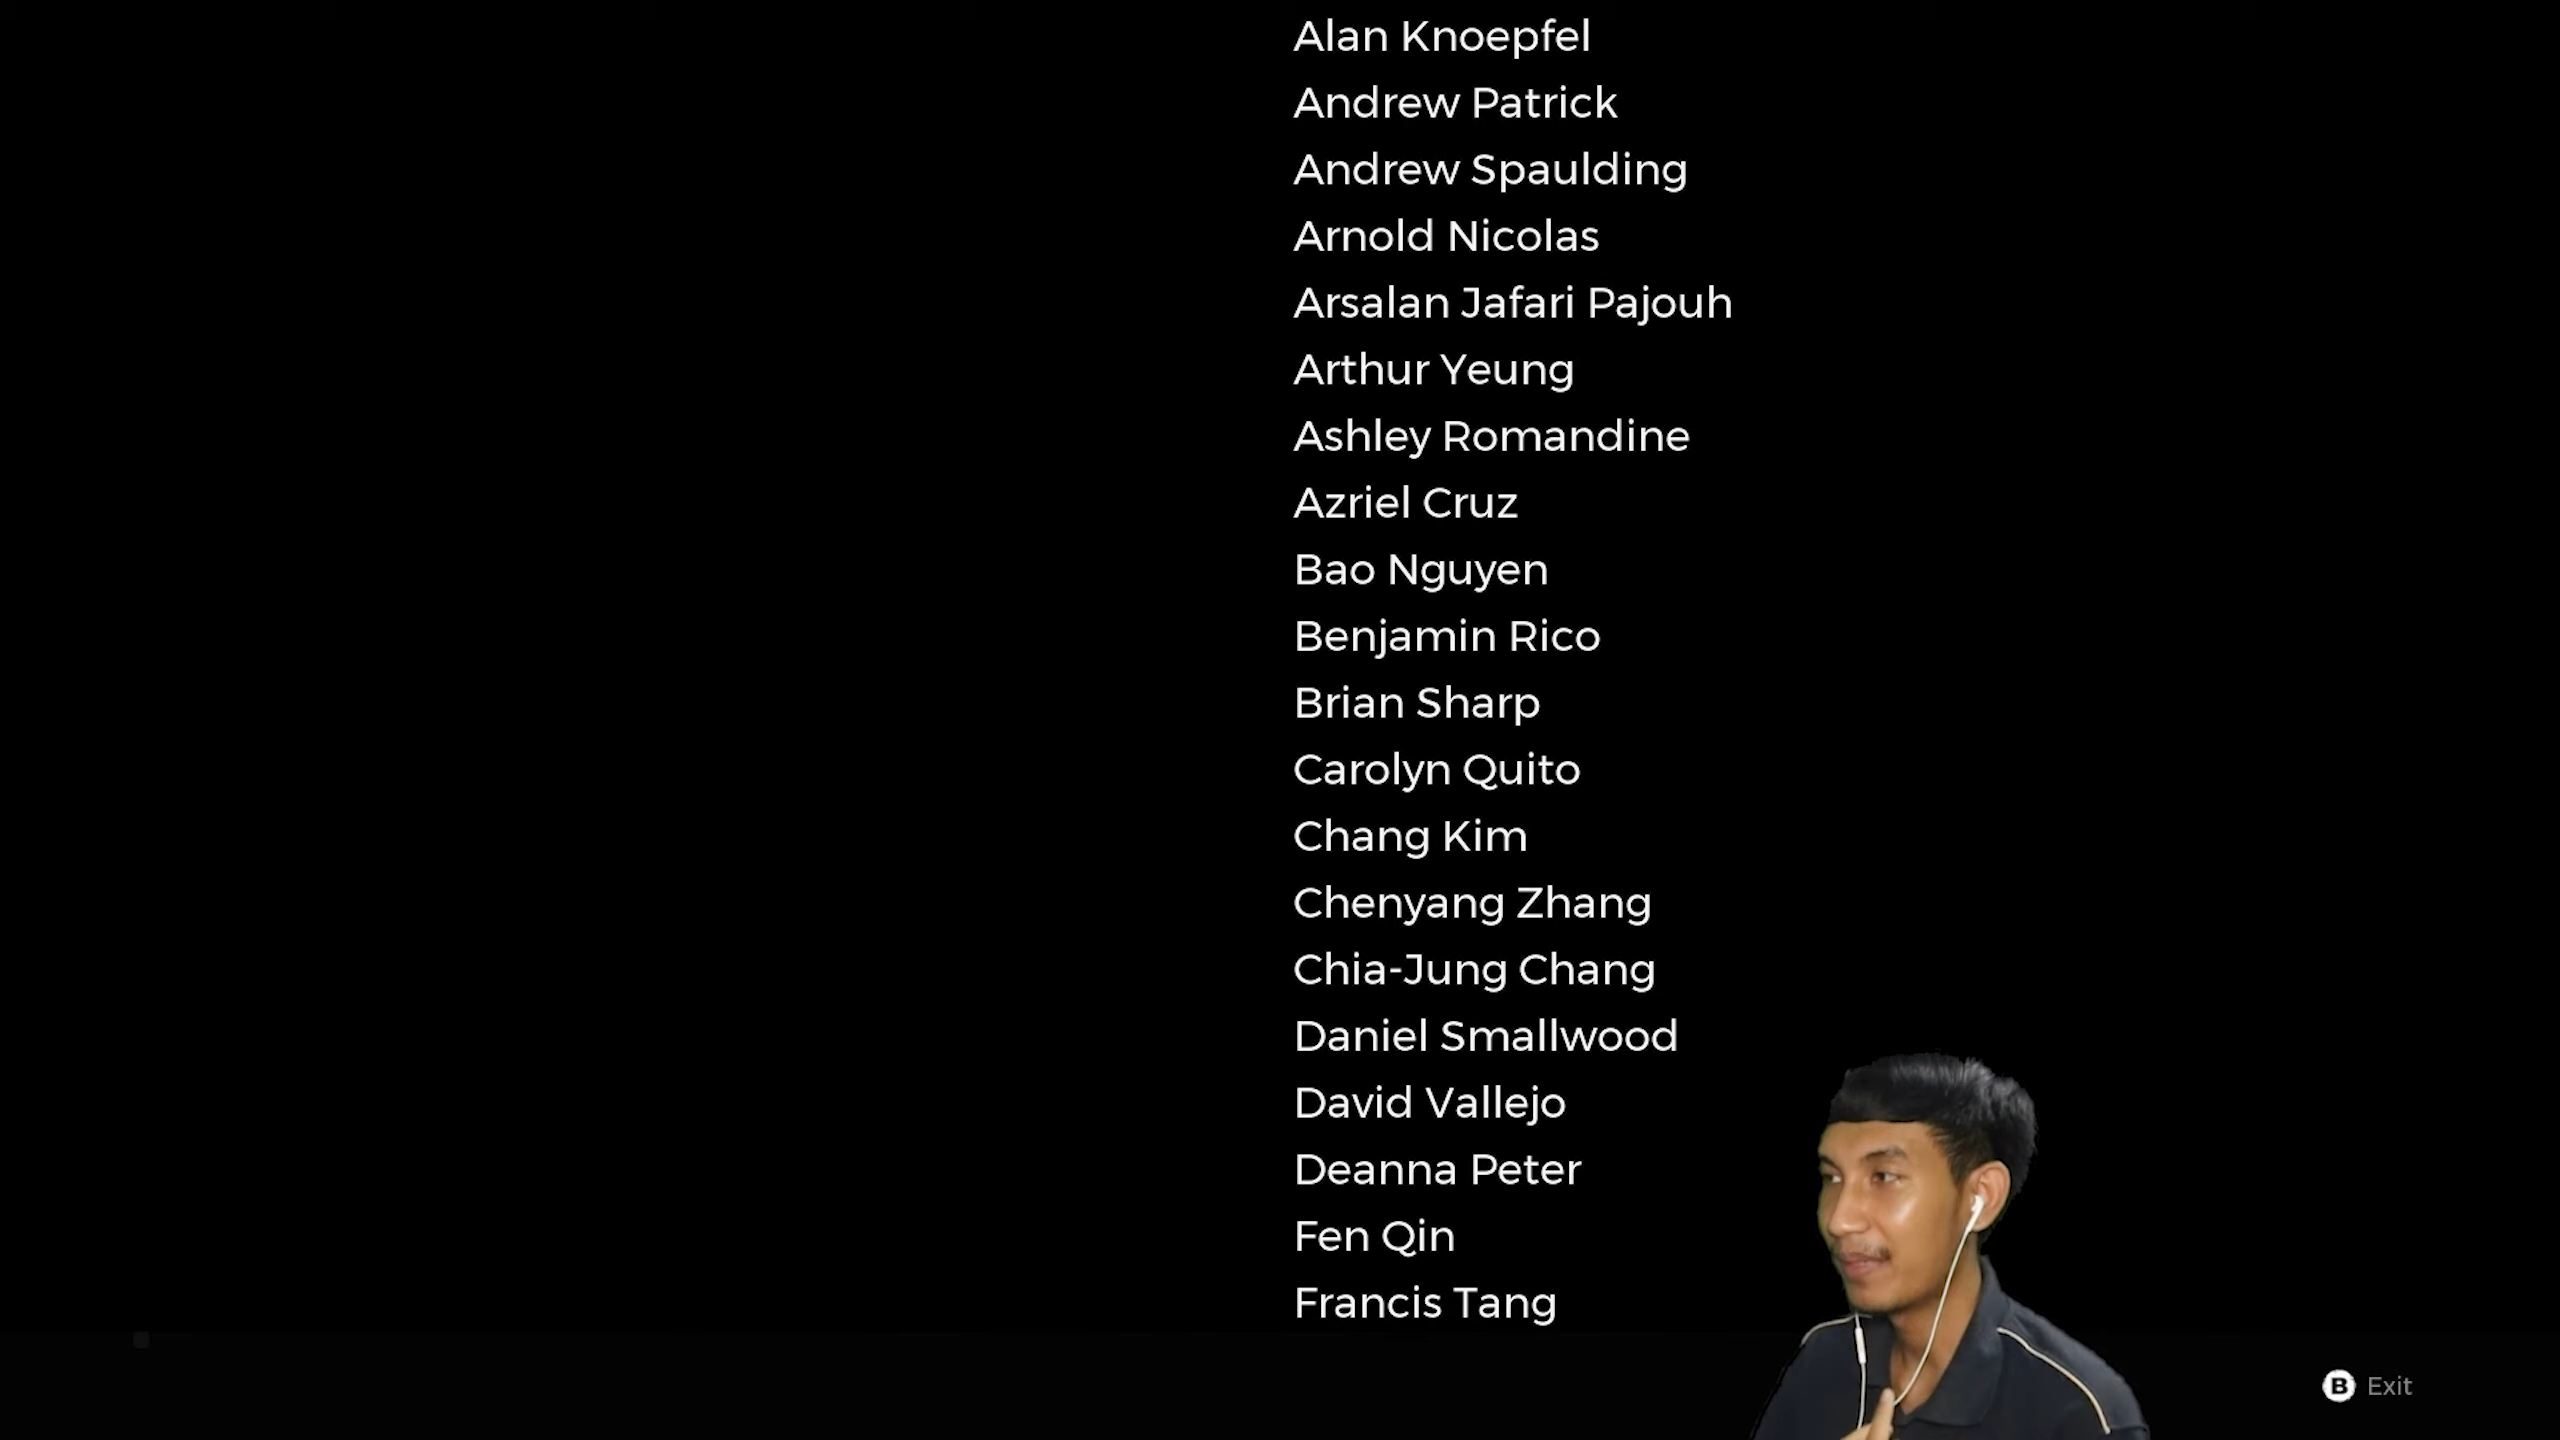 Alan Knoepfel
Andrew Patrick
Andrew Spaulding
Arnold Nicolas
Arsalan Jafari Pajouh
Arthur Yeung
Ashley Romandine
Azriel Cruz
Bao Nguyen
Benjamin Rico
Brian Sharp
Carolyn Quito
Chang Kim
Chenyang Zhang
Chia-Jung Chang
Daniel Smallwood
David Vallejo
Deanna Peter
Fen Qin
Francis Tang
B Exit